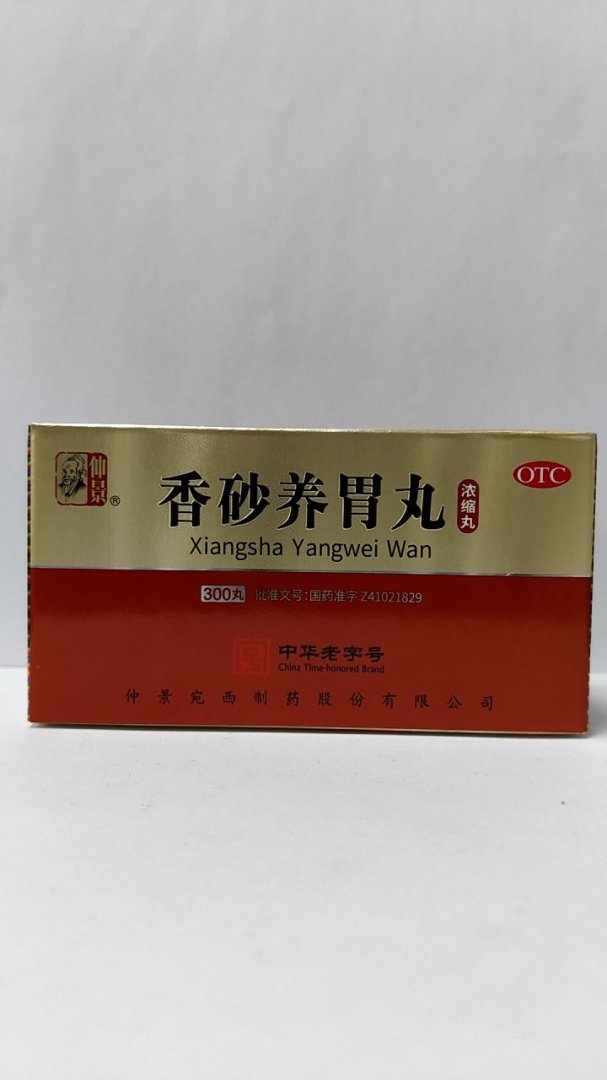 仲景®
香砂养胃丸 浓缩丸
OTC
Xiangsha Yangwei Wan
300丸 批准文号:国药准字 Z41021829
中华老字号
China Time-honored Brand
仲景宛西制药股份有限公司